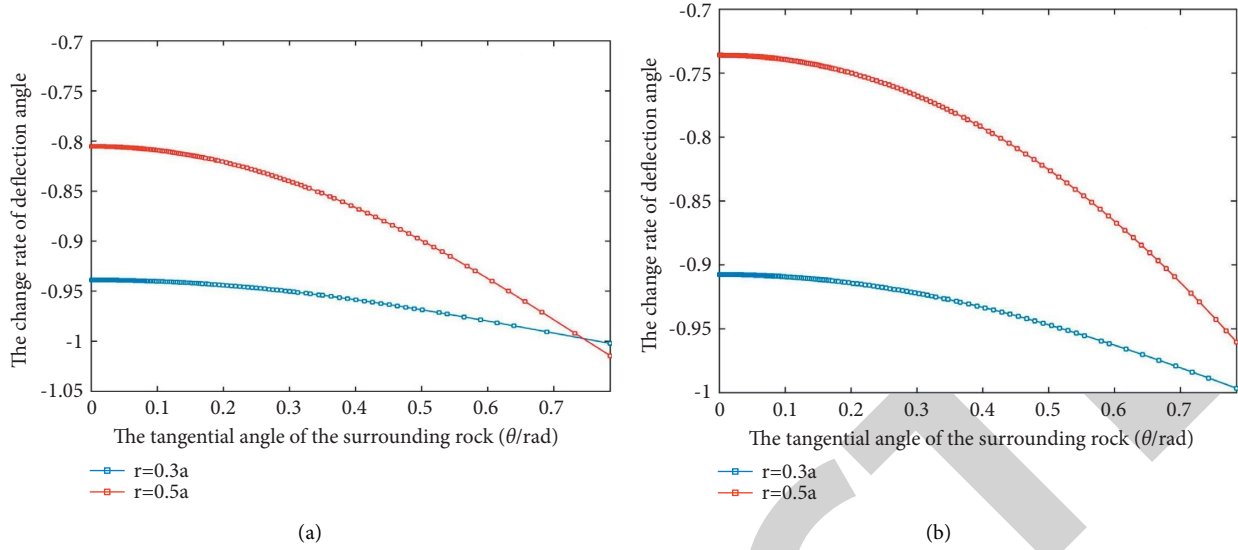 The change rate of deflection angle
-0.7
-0.75
-0.8
-0.85
-0.9
-0.95
-1
-1.05
0 0.1 0.2 0.3 0.4 0.5 0.6 0.7
The tangential angle of the surrounding rock (θ/rad)
r=0.3a
r=0.5a
(a)
The change rate of deflection angle
-0.7
-0.75
-0.8
-0.85
-0.9
-0.95
-1
0 0.1 0.2 0.3 0.4 0.5 0.6 0.7
The tangential angle of the surrounding rock (θ/rad)
r=0.3a
r=0.5a
(b)